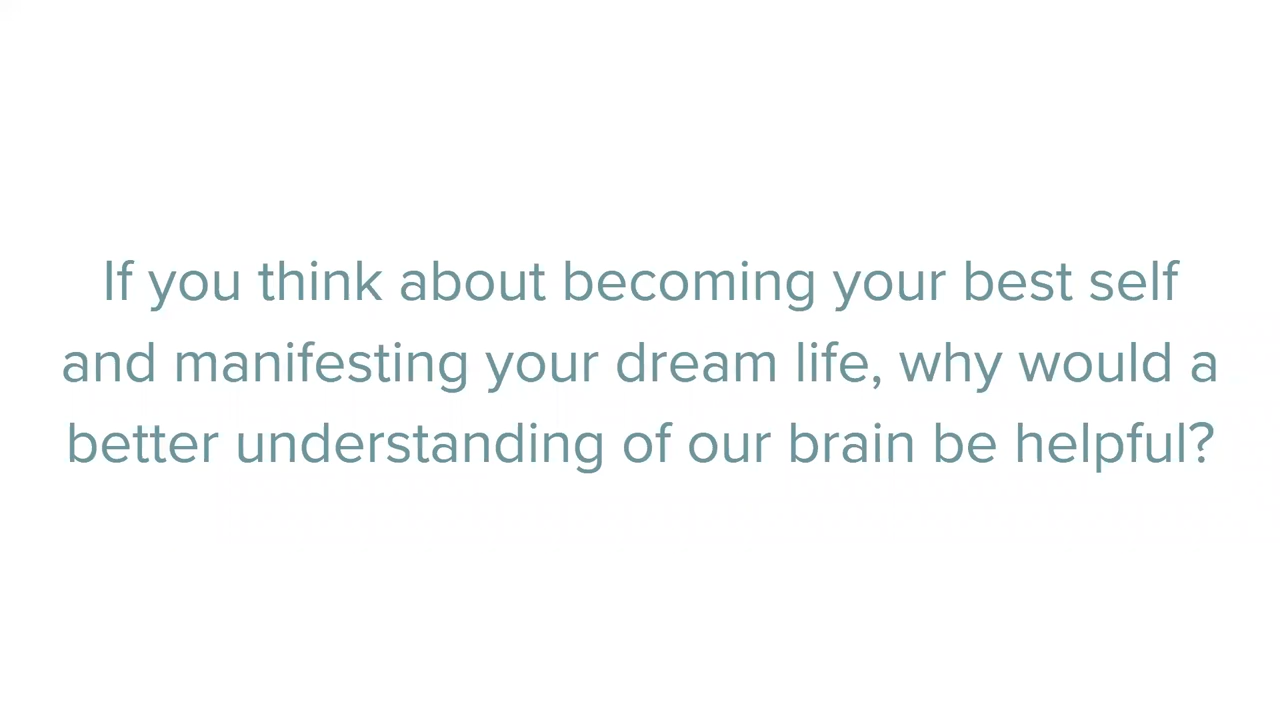 If you think about becoming your best self
and manifesting your dream life, why would a
better understanding of our brain be helpful?